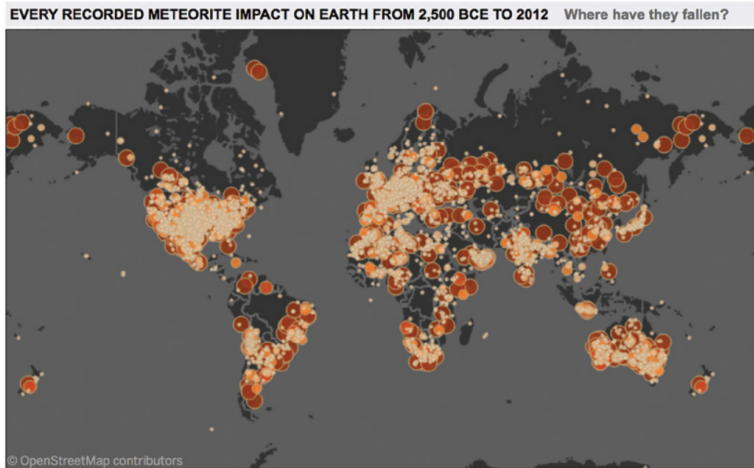 EVERY RECORDED METEORITE IMPACT ON EARTH FROM 2,500 BCE TO 2012 Where have they fallen?
© OpenStreetMap contributors